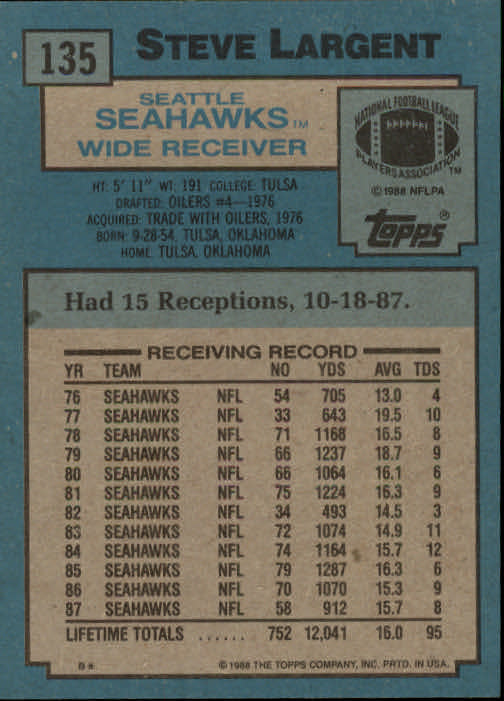 135
STEVE LARGENT
SEATTLE
SEAHAWKS TM
WIDE RECEIVER
NATIONAL FOOTBALL LEAGUE
PLAYERS ASSOCIATION TM
© 1988 NFLPA
topps®
HT: 5' 11" WT: 191 COLLEGE: TULSA
DRAFTED: OILERS #4—1976
ACQUIRED: TRADE WITH OILERS, 1976
BORN: 9-28-54, TULSA, OKLAHOMA
HOME: TULSA, OKLAHOMA
Had 15 Receptions, 10-18-87.
RECEIVING RECORD
YR TEAM NO YDS AVG TDS
76 SEAHAWKS NFL 54 705 13.0 4
77 SEAHAWKS NFL 33 643 19.5 10
78 SEAHAWKS NFL 71 1168 16.5 8
79 SEAHAWKS NFL 66 1237 18.7 9
80 SEAHAWKS NFL 66 1064 16.1 6
81 SEAHAWKS NFL 75 1224 16.3 9
82 SEAHAWKS NFL 34 493 14.5 3
83 SEAHAWKS NFL 72 1074 14.9 11
84 SEAHAWKS NFL 74 1164 15.7 12
85 SEAHAWKS NFL 79 1287 16.3 6
86 SEAHAWKS NFL 70 1070 15.3 9
87 SEAHAWKS NFL 58 912 15.7 8
LIFETIME TOTALS ...... 752 12,041 16.0 95
B* © 1988 THE TOPPS COMPANY, INC. PRTD. IN USA.